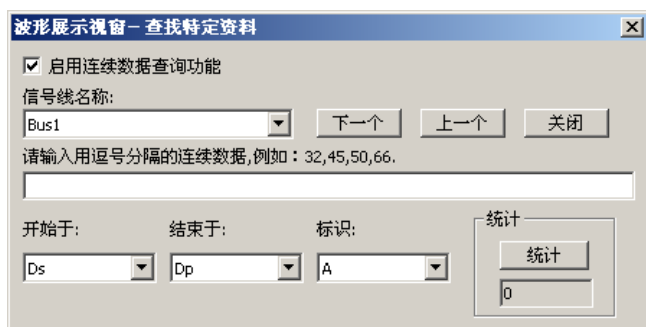 波形展示视窗－查找特定资料
启用连续数据查询功能
信号线名称:
Bus1 下一个 上一个 关闭
请输入用逗号分隔的连续数据,例如：32,45,50,66.
开始于: 结束于: 标识: 统计
Ds Dp A 统计
0